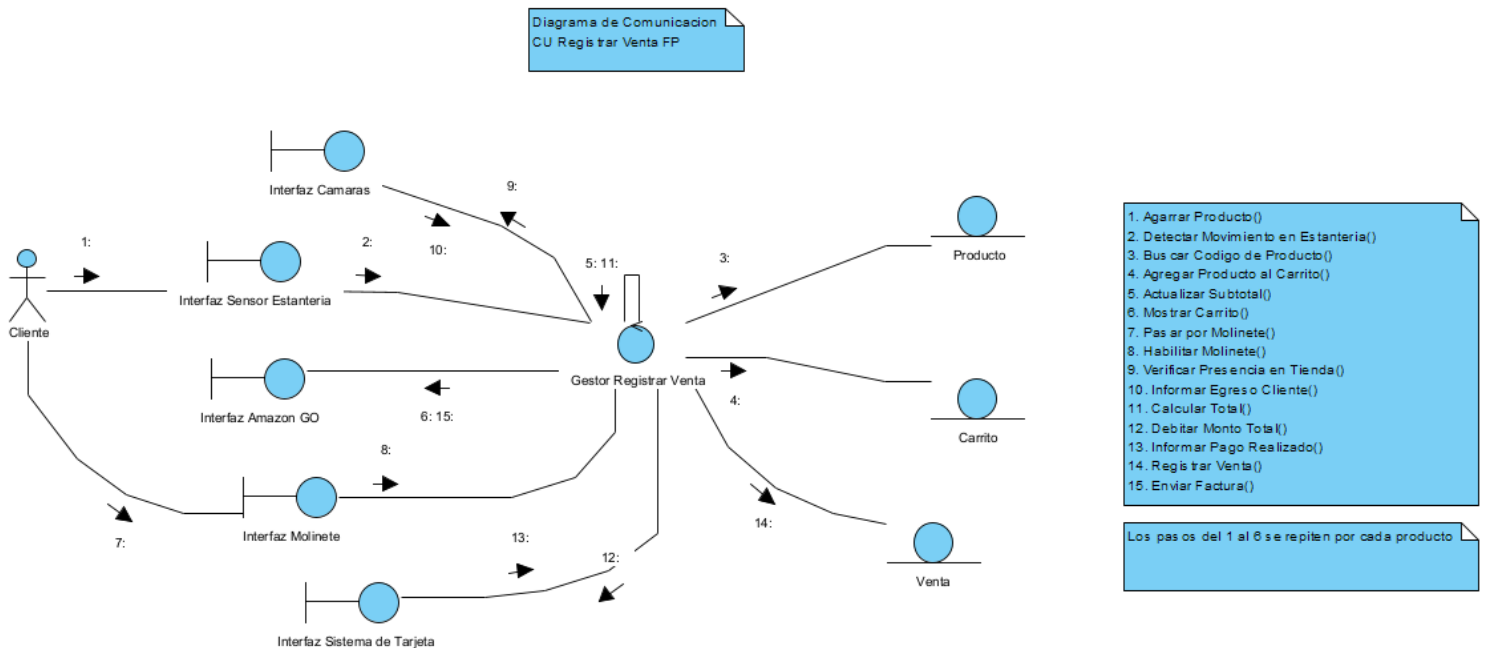 Diagrama de Comunicacion
CU Registrar Venta FP
Interfaz Camaras
9:
10:
1:
2:
Interfaz Sensor Estanteria
Cliente
5: 11:
3:
Producto
Gestor Registrar Venta
Interfaz Amazon GO
6: 15:
4:
Carrito
8:
7:
Interfaz Molinete
13:
12:
14:
Venta
Interfaz Sistema de Tarjeta
1. Agarrar Producto()
2. Detectar Movimiento en Estanteria()
3. Buscar Codigo de Producto()
4. Agregar Producto al Carrito()
5. Actualizar Subtotal()
6. Mostrar Carrito()
7. Pasar por Molinete()
8. Habilitar Molinete()
9. Verificar Presencia en Tienda()
10. Informar Egreso Cliente()
11. Calcular Total()
12. Debitar Monto Total()
13. Informar Pago Realizado()
14. Registrar Venta()
15. Enviar Factura()
Los pasos del 1 al 6 se repiten por cada producto